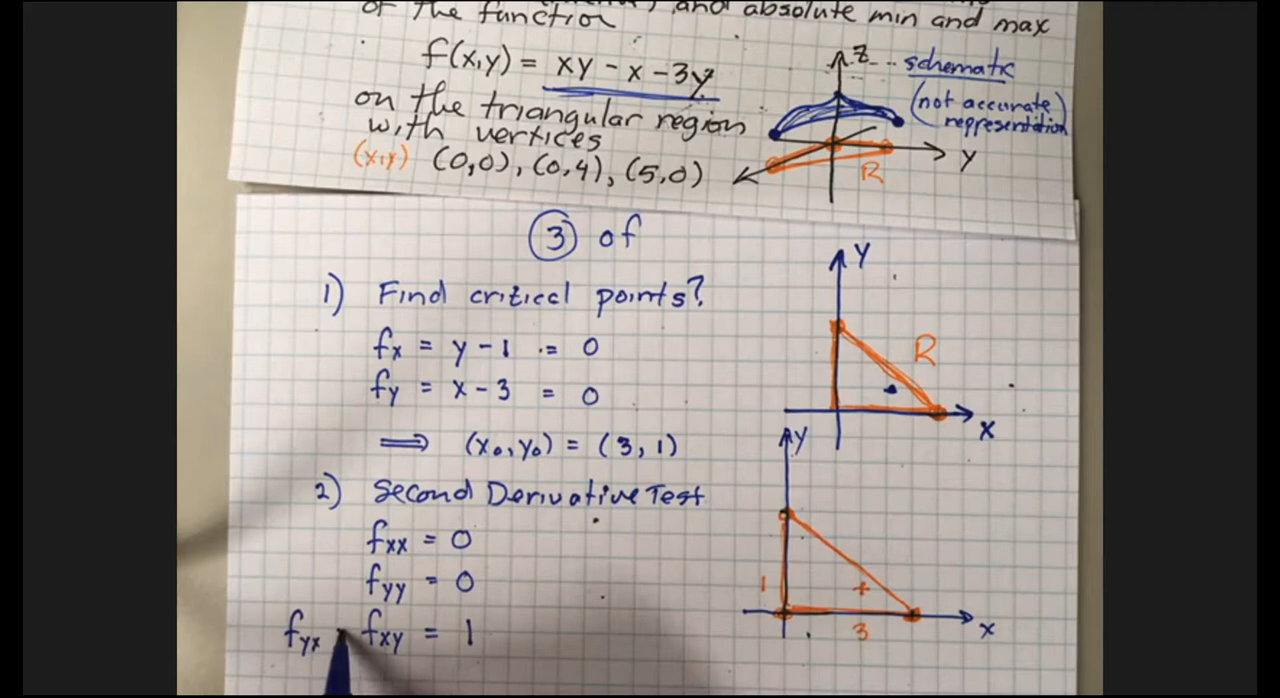 and absolute min and max
of the function
f(x,y) = xy - x - 3y
on the triangular region
with vertices
(x,y) (0,0), (0,4), (5,0)
Z
schematic
(not accurate
representation)
y
R
3 of
1) Find critical points?
fx = y - 1 = 0
fy = x - 3 = 0
⟹ (x₀, y₀) = (3, 1)
2) Second Derivative Test
fxx = 0
fyy = 0
fyx fxy = 1
Y
R
X
Y
1
+
3
x